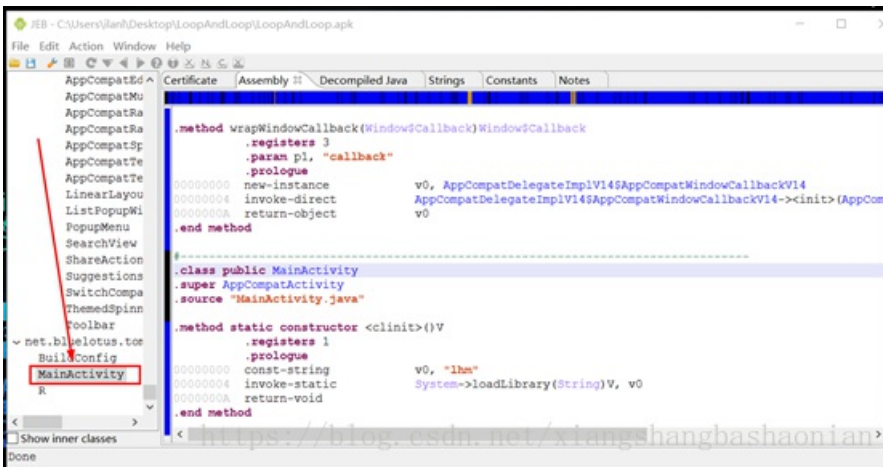 JEB - C:\Users\ilanl\Desktop\LoopAndLoop\LoopAndLoop.apk
File Edit Action Window Help
AppCompatEd
AppCompatMu
AppCompatRa
AppCompatRa
AppCompatSp
AppCompatTe
AppCompatTe
LinearLayou
ListPopupWi
PopupMenu
SearchView
ShareAction
Suggestions
SwitchCompa
ThemedSpinn
Toolbar
net.bluelotus.tom
BuildConfig
MainActivity
R
Show inner classes
Done
Certificate Assembly Decompiled Java Strings Constants Notes
.method wrapWindowCallback(Window$Callback)Window$Callback
.registers 3
.param p1, "callback"
.prologue
00000000 new-instance v0, AppCompatDelegateImplV14$AppCompatWindowCallbackV14
00000004 invoke-direct AppCompatDelegateImplV14$AppCompatWindowCallbackV14-><init>(AppCom
0000000A return-object v0
.end method
#--------------------------------------------------------------------------------
.class public MainActivity
.super AppCompatActivity
.source "MainActivity.java"
.method static constructor <clinit>()V
.registers 1
.prologue
00000000 const-string v0, "lhm"
00000004 invoke-static System->loadLibrary(String)V, v0
0000000A return-void
.end method
https://blog.csdn.net/xiangshangbashaonian